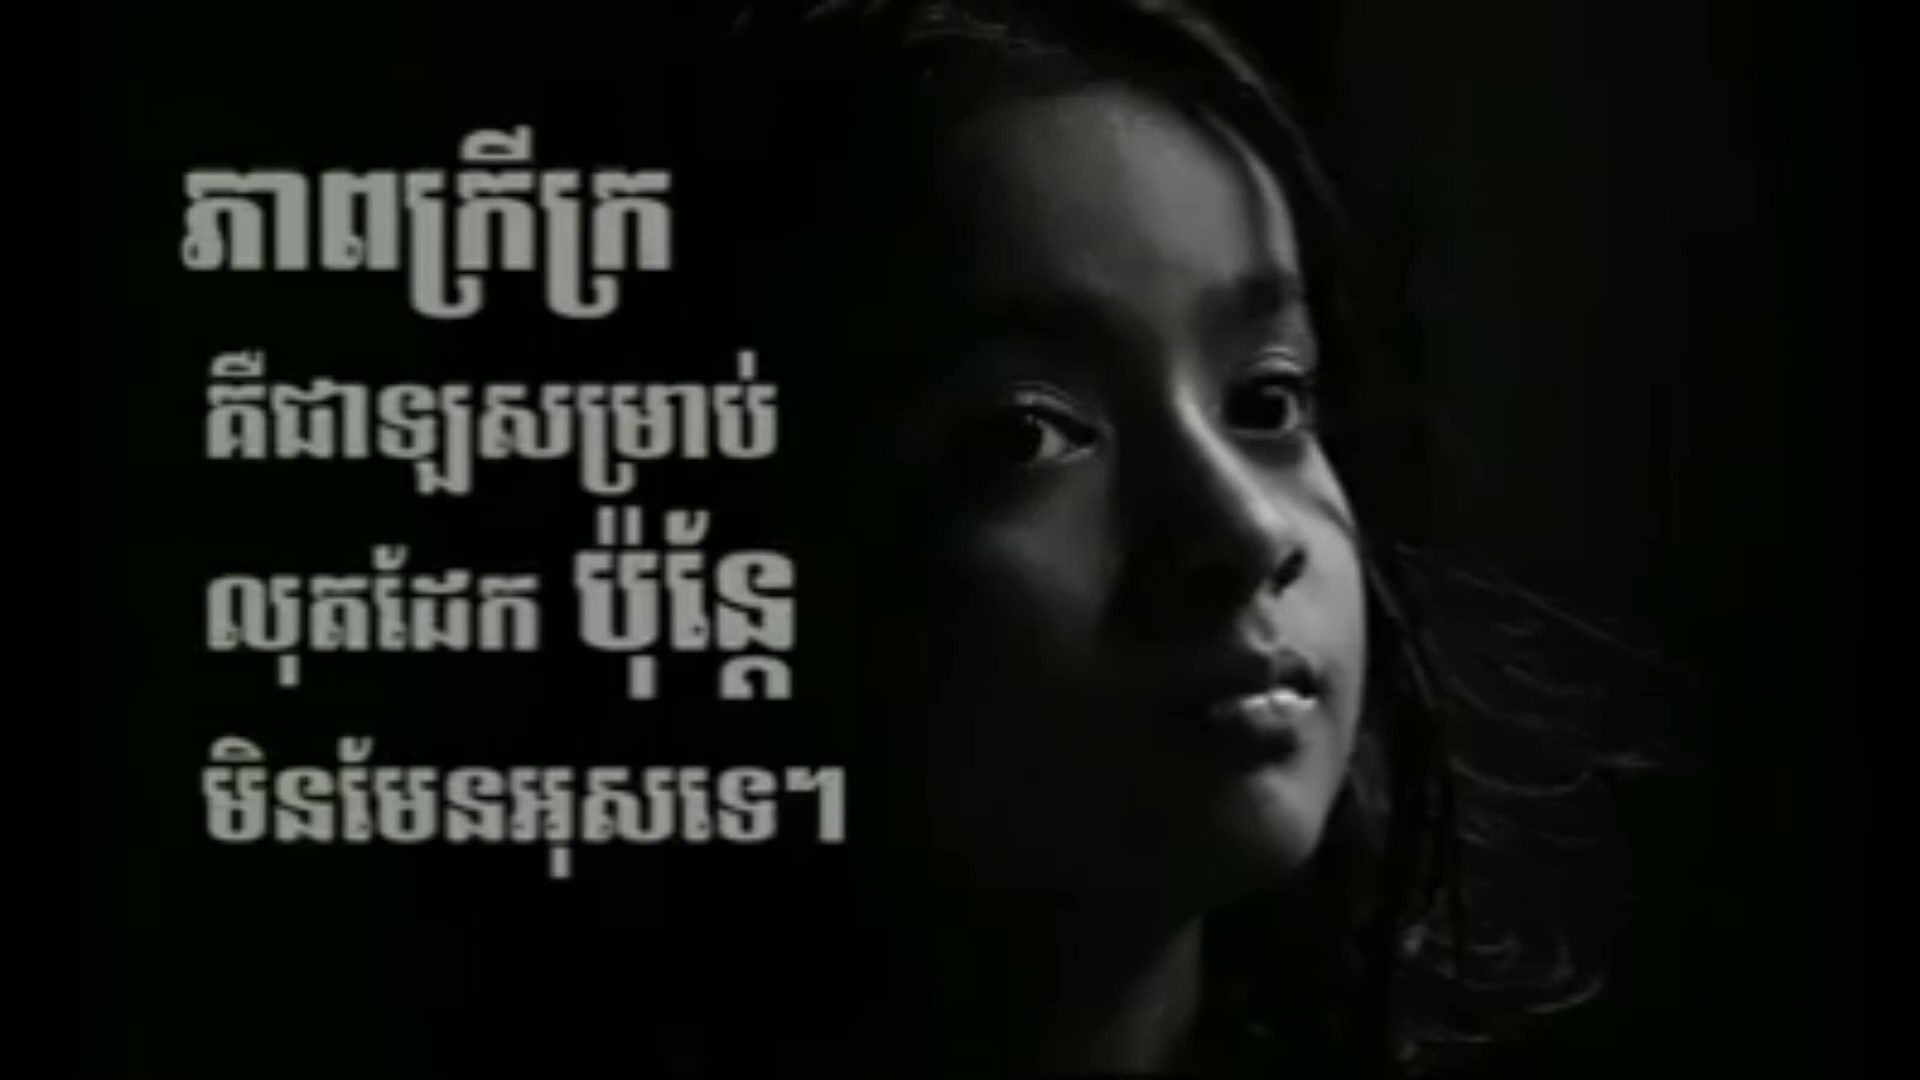 ភាពក្រីក្រ
គឺជាឡសម្រាប់
លុតដែក ប៉ុន្តែ
មិនមែនអុសទេៗ